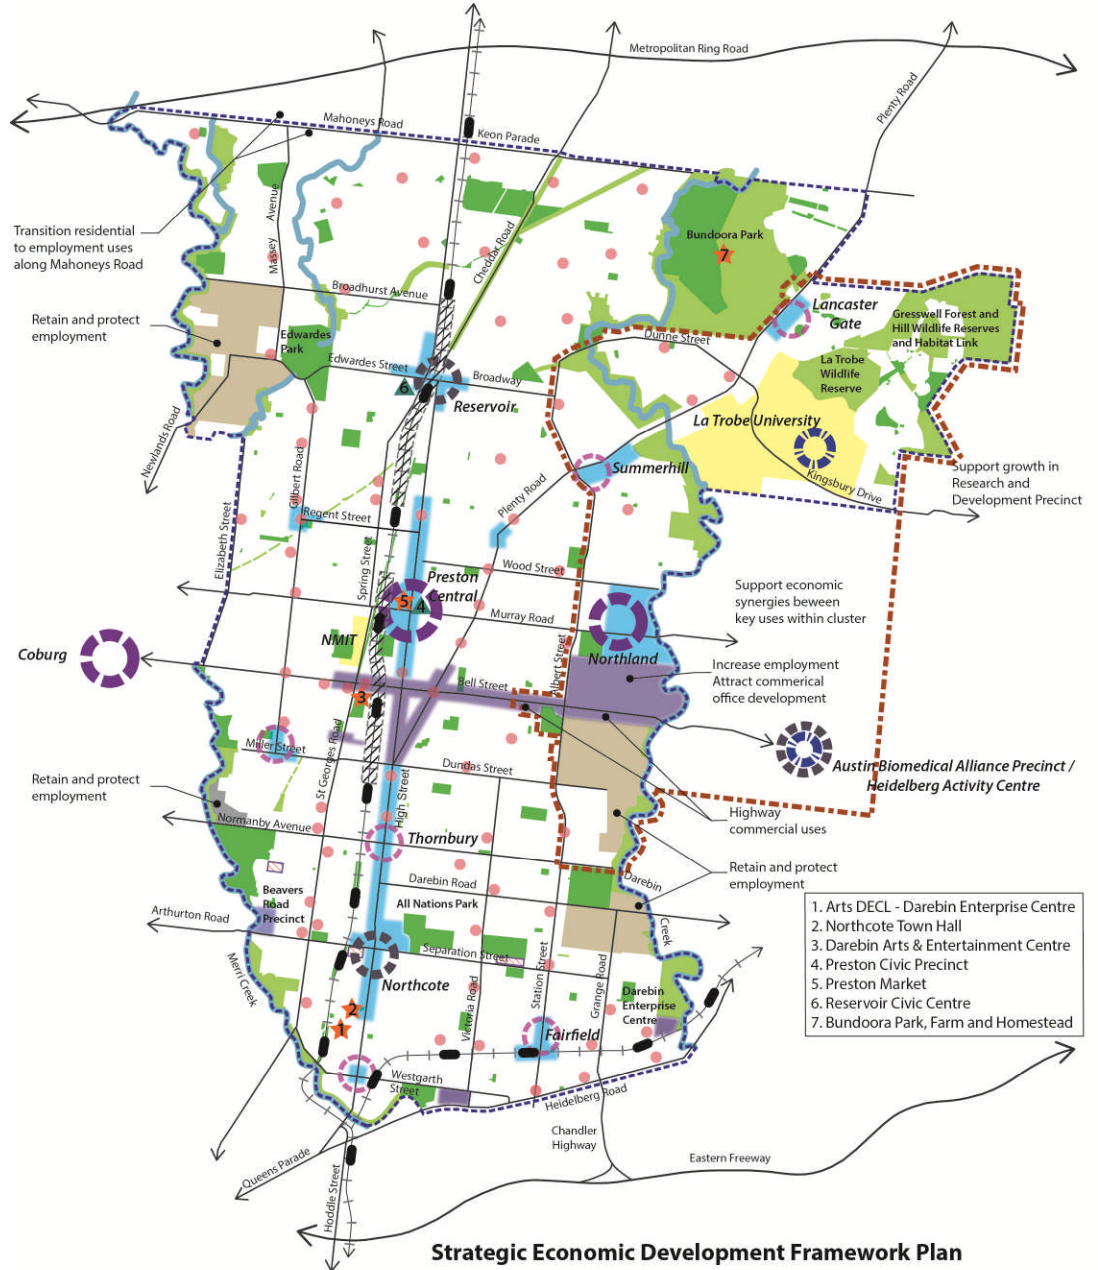 Metropolitan Ring Road
Plenty Road
Mahoneys Road
Keon Parade
Massey Avenue
Cheddar Road
Transition residential
to employment uses
along Mahoneys Road
Bundoora Park
7
Broadhurst Avenue
Lancaster
Gate
Gresswell Forest and
Hill Wildlife Reserves
and Habitat Link
Retain and protect
employment
Edwardes
Park
Dunne Street
La Trobe
Wildlife
Reserve
Edwardes Street
Broadway
6
Reservoir
La Trobe University
Newlands Road
Gilbert Road
Summerhill
Kingsbury Drive
Support growth in
Research and
Development Precinct
Plenty Road
Elizabeth Street
Regent Street
Spring Street
Wood Street
Preston
Central
5
4
Support economic
synergies beween
key uses within cluster
Murray Road
NMIT
Albert Street
Coburg
Northland
Increase employment
Attract commerical
office development
Bell Street
3
Miller Street
St Georges Road
Dundas Street
Austin Biomedical Alliance Precinct /
Heidelberg Activity Centre
Retain and protect
employment
High Street
Normanby Avenue
Highway
commercial uses
Thornbury
Retain and protect
employment
Darebin Road
Darebin
Creek
Beavers
Road
Precinct
All Nations Park
Arthurton Road
Separation Street
Merri Creek
Northcote
Victoria Road
Station Street
Grange Road
Darebin
Enterprise
Centre
2
1
Fairfield
Westgarth
Street
Heidelberg Road
Chandler
Highway
Queens Parade
Hoddle Street
Eastern Freeway
1. Arts DECL - Darebin Enterprise Centre
2. Northcote Town Hall
3. Darebin Arts & Entertainment Centre
4. Preston Civic Precinct
5. Preston Market
6. Reservoir Civic Centre
7. Bundoora Park, Farm and Homestead
Strategic Economic Development Framework Plan